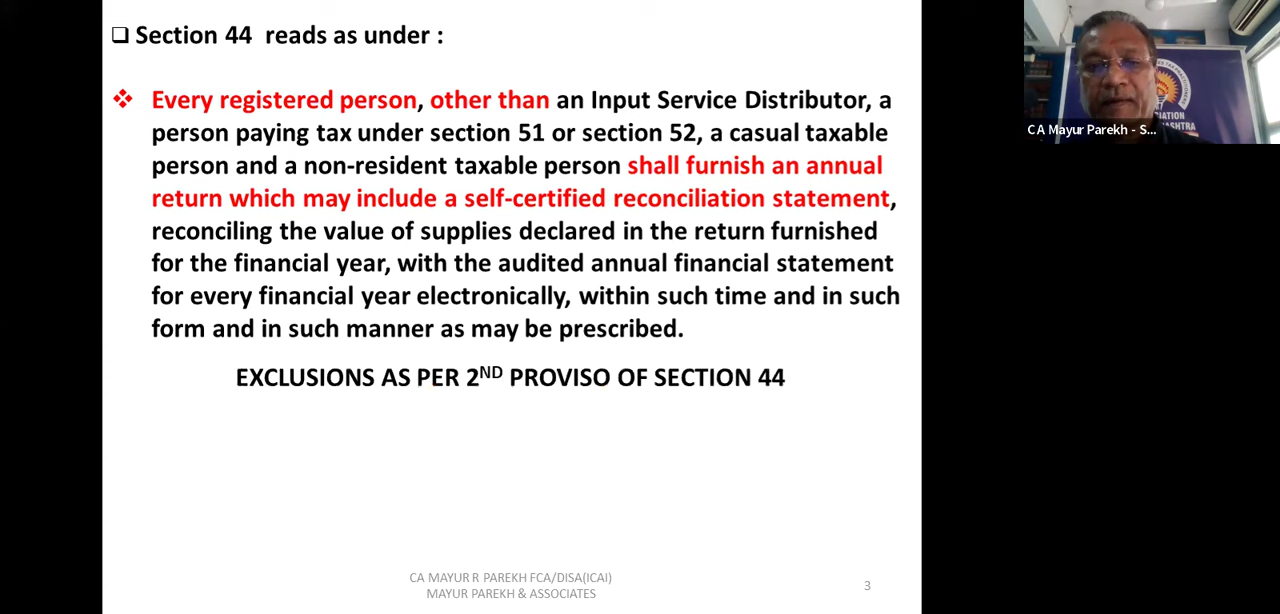 Section 44 reads as under :
Every registered person, other than an Input Service Distributor, a
person paying tax under section 51 or section 52, a casual taxable
person and a non-resident taxable person shall furnish an annual
return which may include a self-certified reconciliation statement,
reconciling the value of supplies declared in the return furnished
for the financial year, with the audited annual financial statement
for every financial year electronically, within such time and in such
form and in such manner as may be prescribed.
EXCLUSIONS AS PER 2ND PROVISO OF SECTION 44
CA MAYUR R PAREKH FCA/DISA(ICAI)
MAYUR PAREKH & ASSOCIATES
3
CA Mayur Parekh - S...